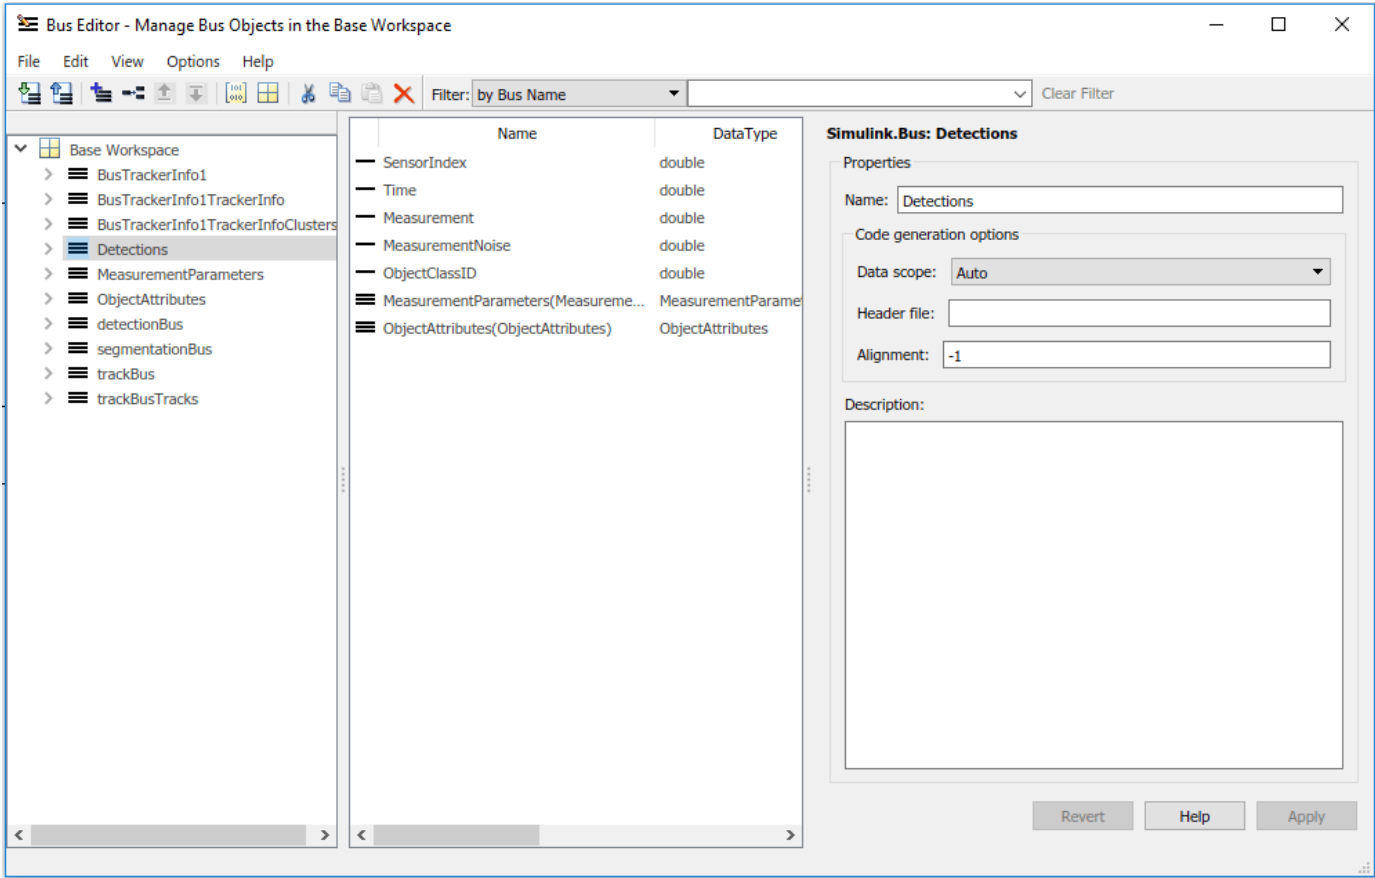 Bus Editor - Manage Bus Objects in the Base Workspace
File Edit View Options Help
Filter: by Bus Name Clear Filter
Base Workspace
BusTrackerInfo1
BusTrackerInfo1TrackerInfo
BusTrackerInfo1TrackerInfoClusters
Detections
MeasurementParameters
ObjectAttributes
detectionBus
segmentationBus
trackBus
trackBusTracks
Name DataType
SensorIndex double
Time double
Measurement double
MeasurementNoise double
ObjectClassID double
MeasurementParameters(Measureme... MeasurementParamet
ObjectAttributes(ObjectAttributes) ObjectAttributes
Simulink.Bus: Detections
Properties
Name: Detections
Code generation options
Data scope: Auto
Header file:
Alignment: -1
Description:
Revert Help Apply